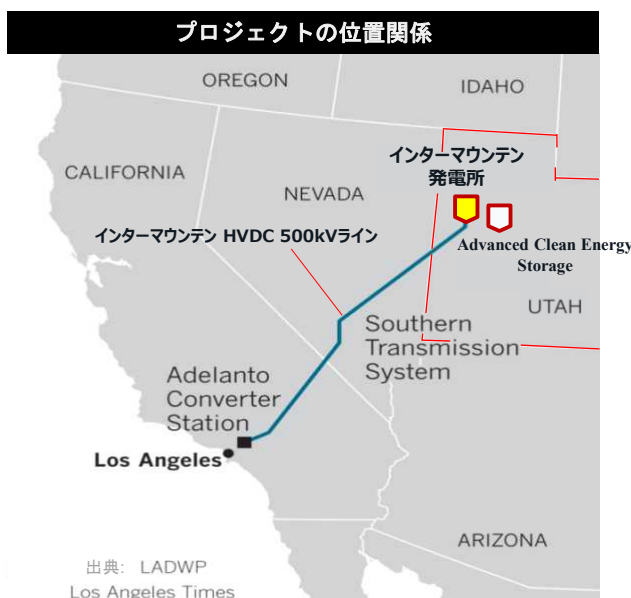 プロジェクトの位置関係
OREGON
IDAHO
CALIFORNIA
インターマウンテン
発電所
NEVADA
インターマウンテン HVDC 500kVライン
Advanced Clean Energy
Storage
UTAH
Southern
Transmission
System
Adelanto
Converter
Station
Los Angeles
ARIZONA
出典: LADWP
Los Angeles Times